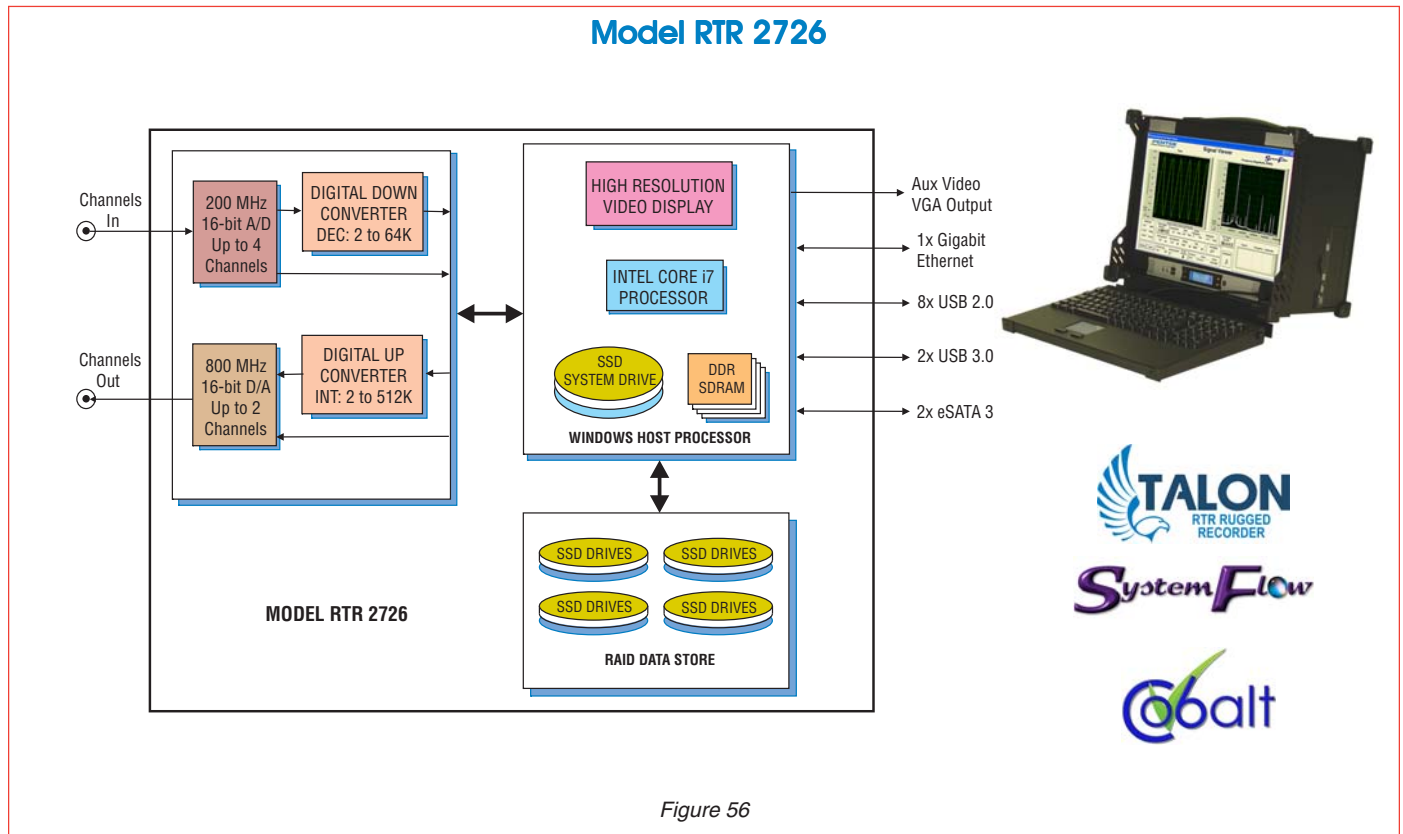 Model RTR 2726
Channels
In
200 MHz
16-bit A/D
Up to 4
Channels
DIGITAL DOWN
CONVERTER
DEC: 2 to 64K
Channels
Out
800 MHz
16-bit D/A
Up to 2
Channels
DIGITAL UP
CONVERTER
INT: 2 to 512K
MODEL RTR 2726
HIGH RESOLUTION
VIDEO DISPLAY
INTEL CORE i7
PROCESSOR
SSD
SYSTEM DRIVE
DDR
SDRAM
WINDOWS HOST PROCESSOR
SSD DRIVES
SSD DRIVES
SSD DRIVES
SSD DRIVES
RAID DATA STORE
Aux Video
VGA Output
1x Gigabit
Ethernet
8x USB 2.0
2x USB 3.0
2x eSATA 3
Signal Viewer
TALON
RTR RUGGED
RECORDER
SystemFlow
Cobalt
Figure 56